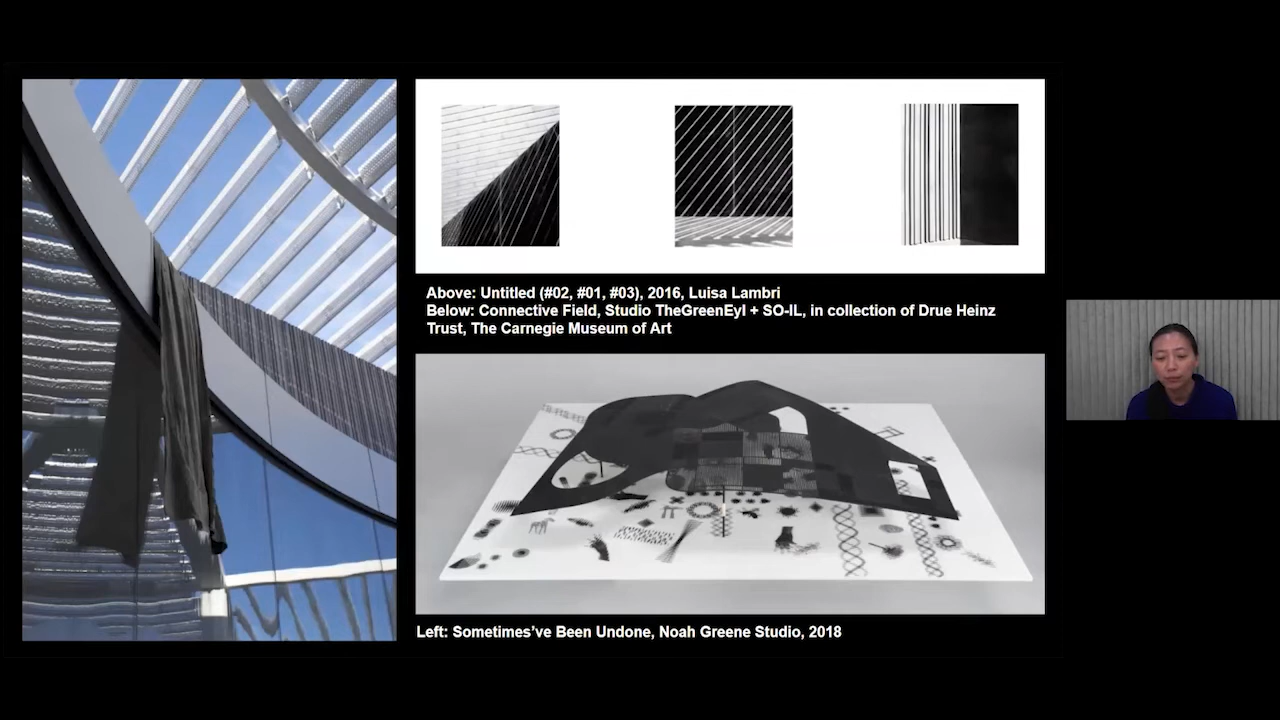 Above: Untitled (#02, #01, #03), 2016, Luisa Lambri
Below: Connective Field, Studio TheGreenEyl + SO-IL, in collection of Drue Heinz
Trust, The Carnegie Museum of Art
Left: Sometimes’ve Been Undone, Noah Greene Studio, 2018